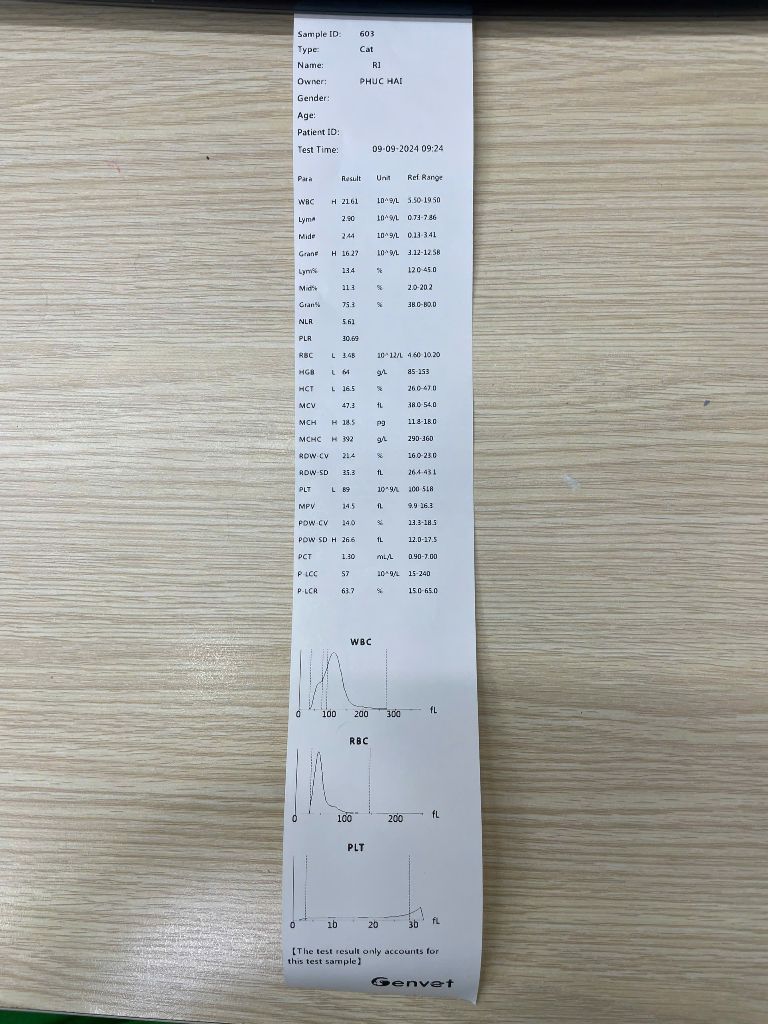 Sample ID: 603
Type: Cat
Name: RI
Owner: PHUC HAI
Gender:
Age:
Patient ID:
Test Time: 09-09-2024 09:24
Para Result Unit Ref. Range
WBC H 21.61 10^9/L 5.50-19.50
Lym# 2.90 10^9/L 0.73-7.86
Mid# 2.44 10^9/L 0.13-3.41
Gran# H 16.27 10^9/L 3.12-12.58
Lym% 13.4 % 12.0-45.0
Mid% 11.3 % 2.0-20.2
Gran% 75.3 % 38.0-80.0
NLR 5.61
PLR 30.69
RBC L 3.48 10^12/L 4.60-10.20
HGB L 64 g/L 85-153
HCT L 16.5 % 26.0-47.0
MCV 47.3 fL 38.0-54.0
MCH H 18.5 pg 11.8-18.0
MCHC H 392 g/L 290-360
RDW-CV 21.4 % 16.0-23.0
RDW-SD 35.3 fL 26.4-43.1
PLT L 89 10^9/L 100-518
MPV 14.5 fL 9.9-16.3
PDW-CV 14.0 % 13.3-18.5
PDW-SD H 26.6 fL 12.0-17.5
PCT 1.30 mL/L 0.90-7.00
P-LCC 57 10^9/L 15-240
P-LCR 63.7 % 15.0-65.0
WBC
0 100 200 300 fL
RBC
0 100 200 fL
PLT
0 10 20 30 fL
【The test result only accounts for
this test sample】
Genvet